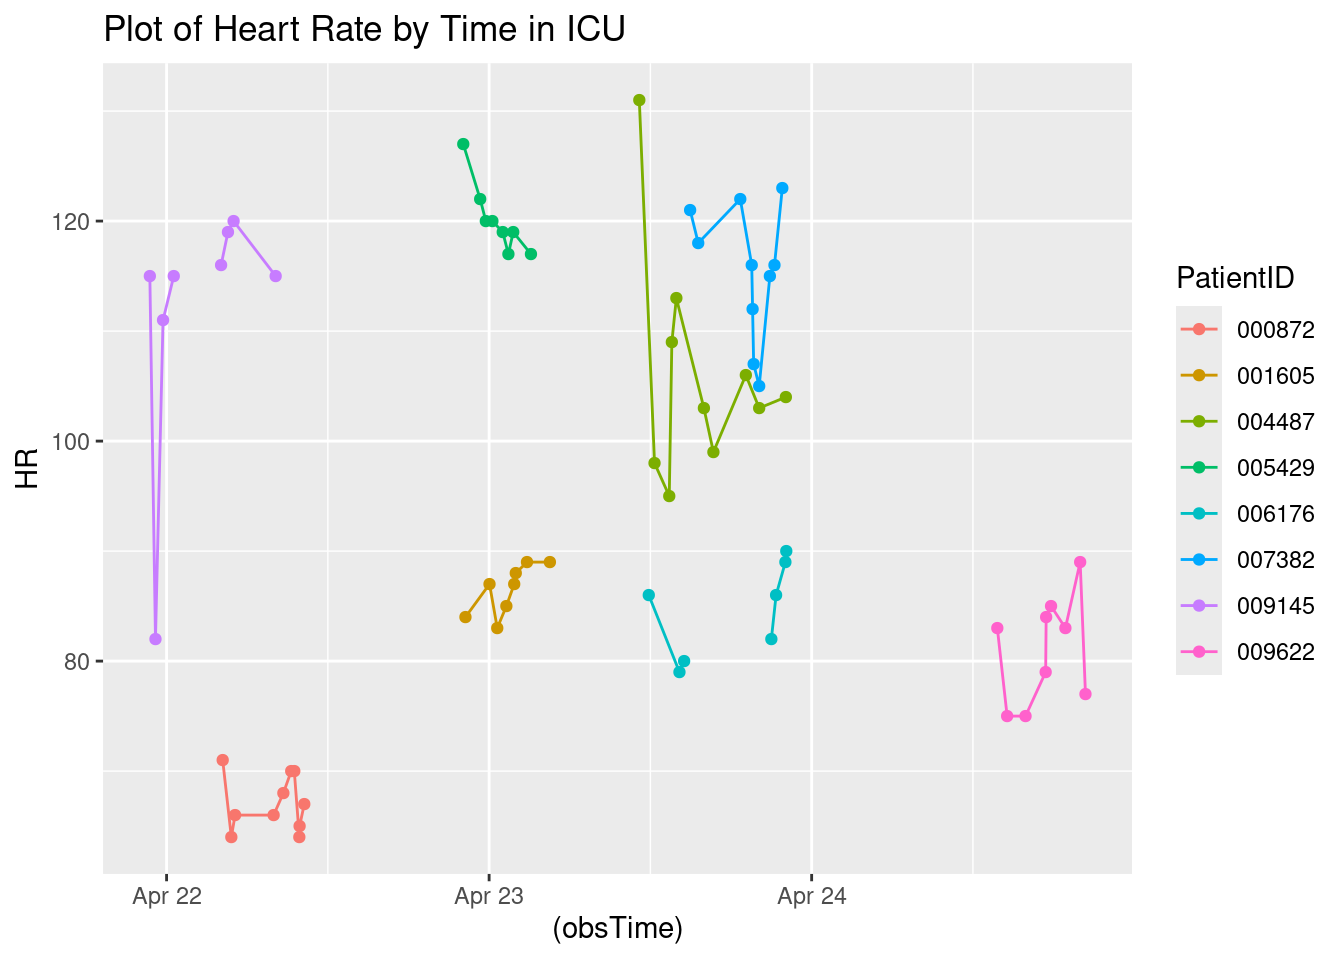 Plot of Heart Rate by Time in ICU
120
100
80
HR
Apr 22
Apr 23
Apr 24
(obsTime)
PatientID
000872
001605
004487
005429
006176
007382
009145
009622